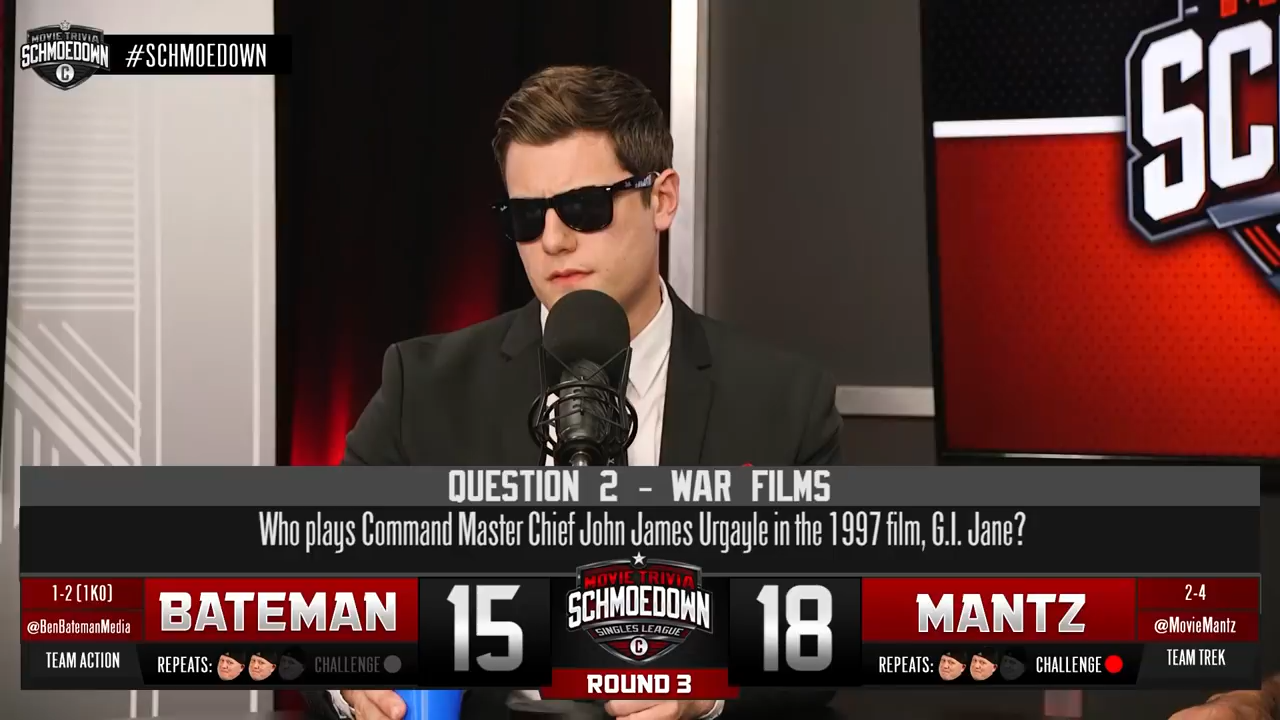 MOVIE TRIVIA
SCHMOEDOWN
C
#SCHMOEDOWN
SC
QUESTION 2 - WAR FILMS
Who plays Command Master Chief John James Urgayle in the 1997 film, G.I. Jane?
1-2 (1KO)
@BenBatemanMedia
TEAM ACTION
BATEMAN
REPEATS:
CHALLENGE
15
MOVIE TRIVIA
SCHMOEDOWN
SINGLES LEAGUE
C
ROUND 3
18
MANTZ
REPEATS:
CHALLENGE
2-4
@MovieMantz
TEAM TREK